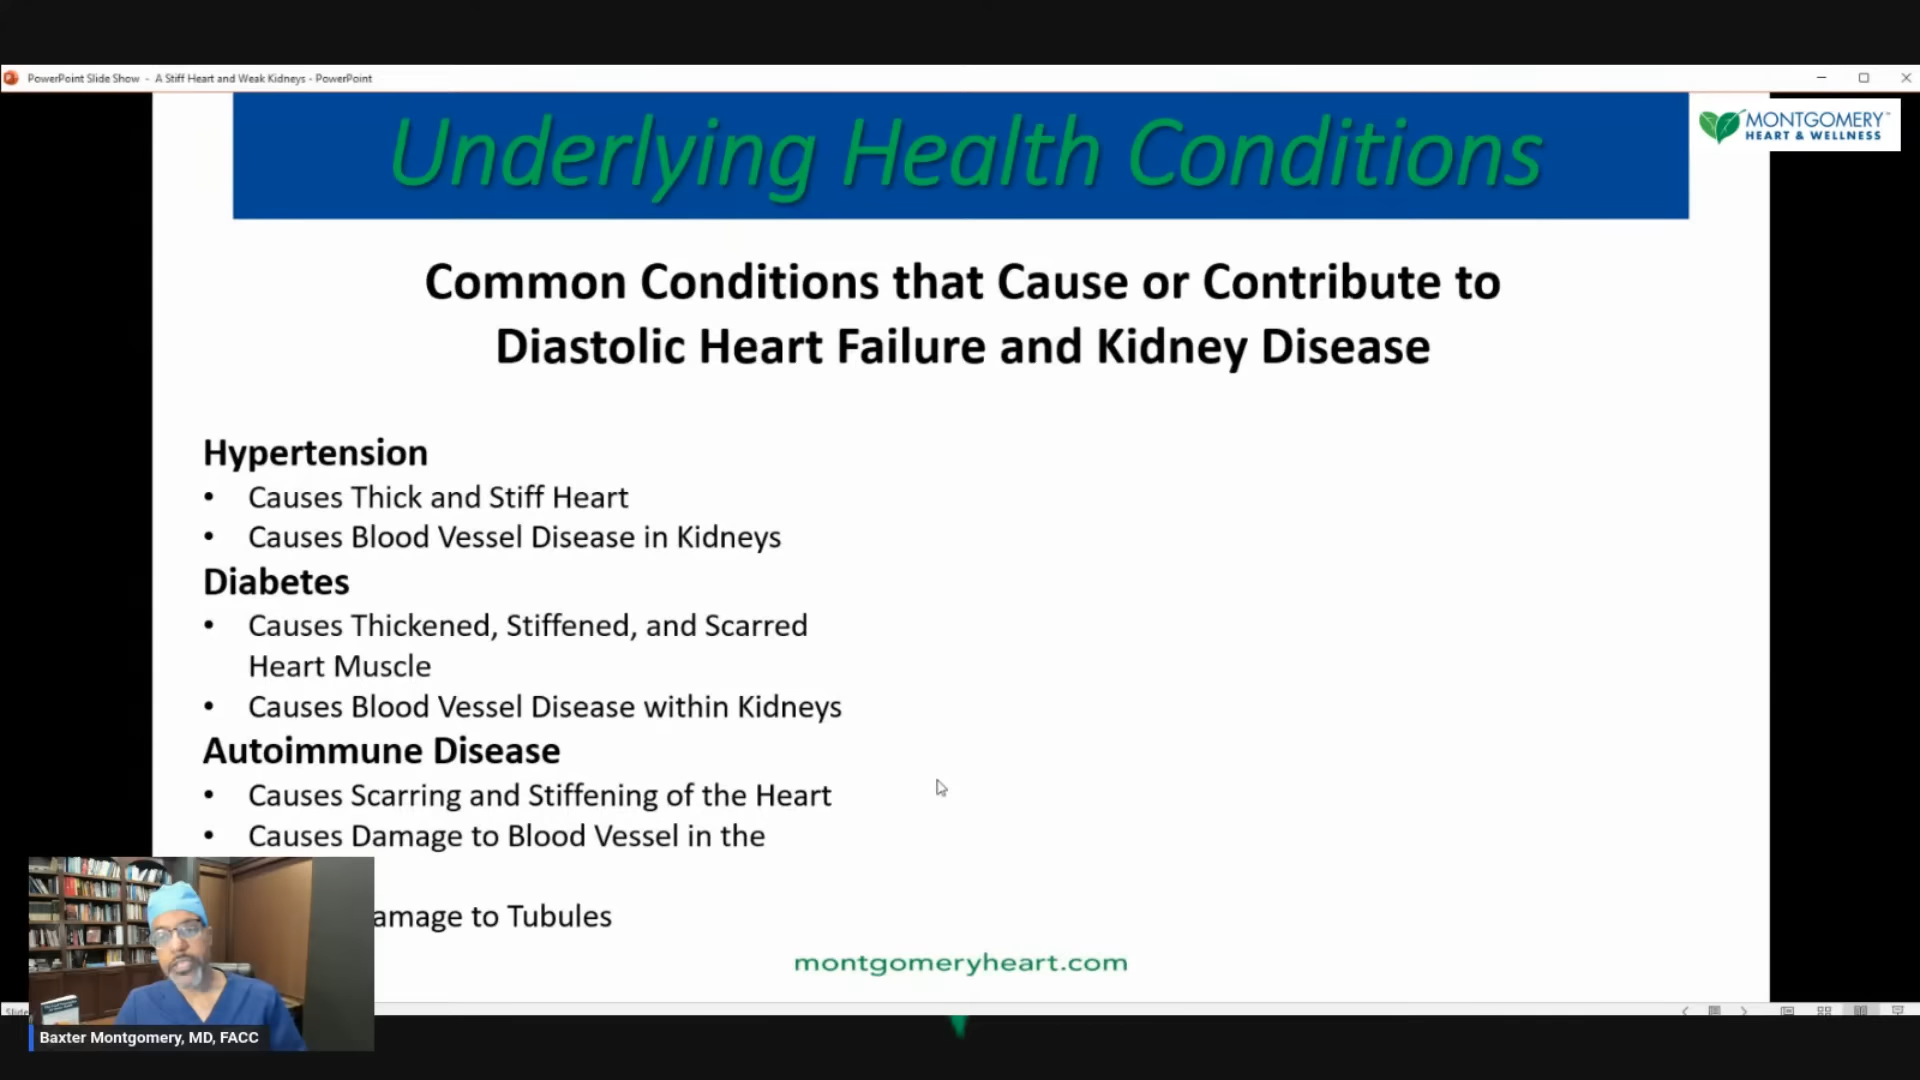 PowerPoint Slide Show - A Stiff Heart and Weak Kidneys - PowerPoint
Underlying Health Conditions
MONTGOMERY™
HEART & WELLNESS
Common Conditions that Cause or Contribute to
Diastolic Heart Failure and Kidney Disease
Hypertension
• Causes Thick and Stiff Heart
• Causes Blood Vessel Disease in Kidneys
Diabetes
• Causes Thickened, Stiffened, and Scarred
Heart Muscle
• Causes Blood Vessel Disease within Kidneys
Autoimmune Disease
• Causes Scarring and Stiffening of the Heart
• Causes Damage to Blood Vessel in the
amage to Tubules
montgomeryheart.com
Slide
Baxter Montgomery, MD, FACC